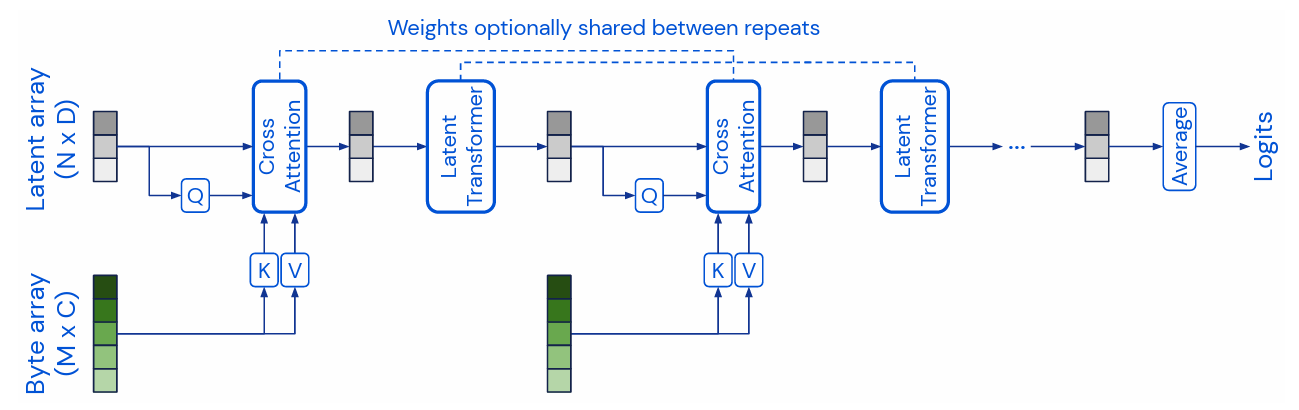 Weights optionally shared between repeats
Latent array
(N x D)
Q
Cross
Attention
Latent
Transformer
Q
Cross
Attention
Latent
Transformer
...
Average
Logits
K
V
K
V
Byte array
(M x C)